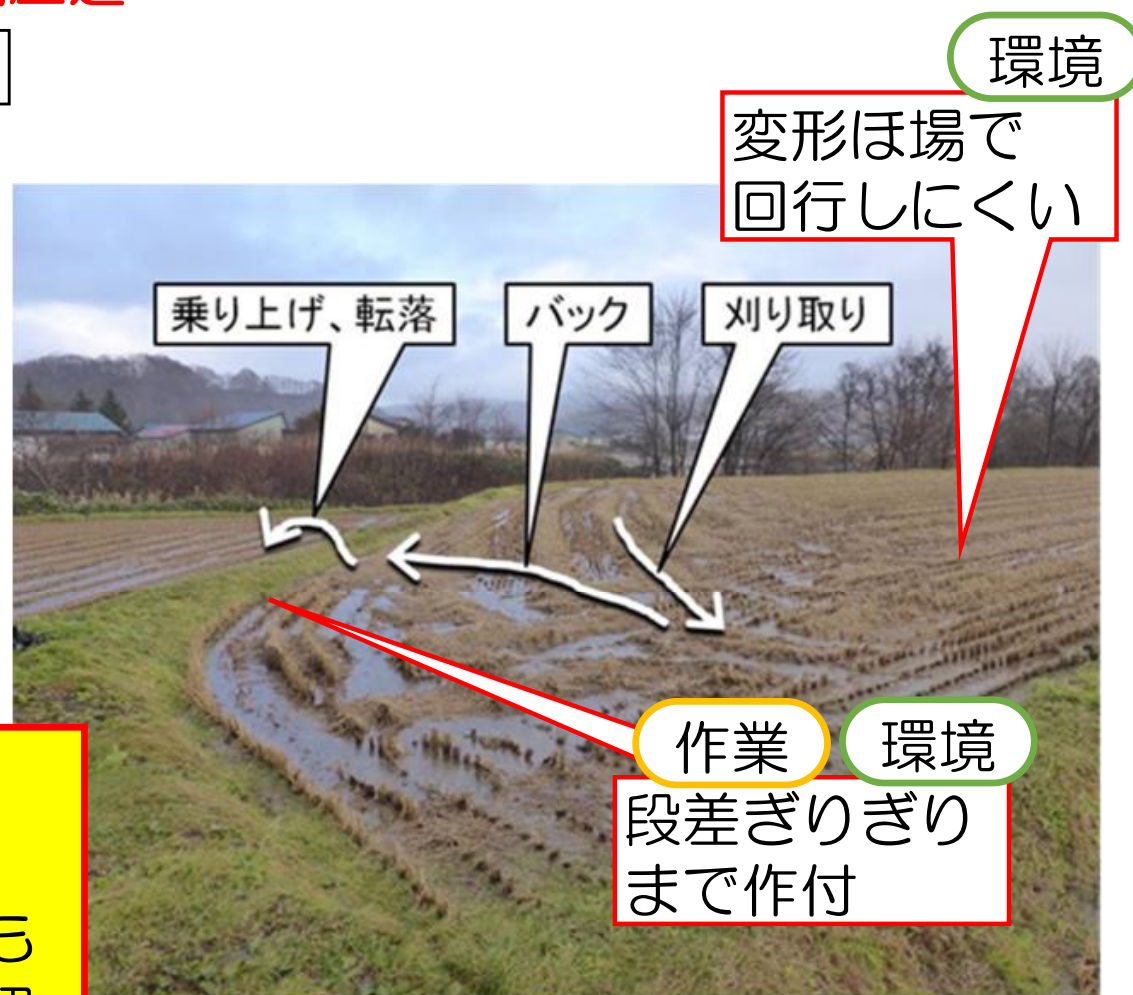 環境
変形ほ場で
回行しにくい
乗り上げ、転落
バック
刈り取り
作業
環境
段差ぎりぎり
まで作付
も